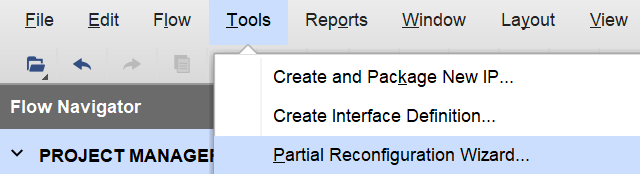 File Edit Flow Tools Reports Window Layout View
Create and Package New IP...
Flow Navigator
Create Interface Definition...
PROJECT MANAGER
Partial Reconfiguration Wizard...